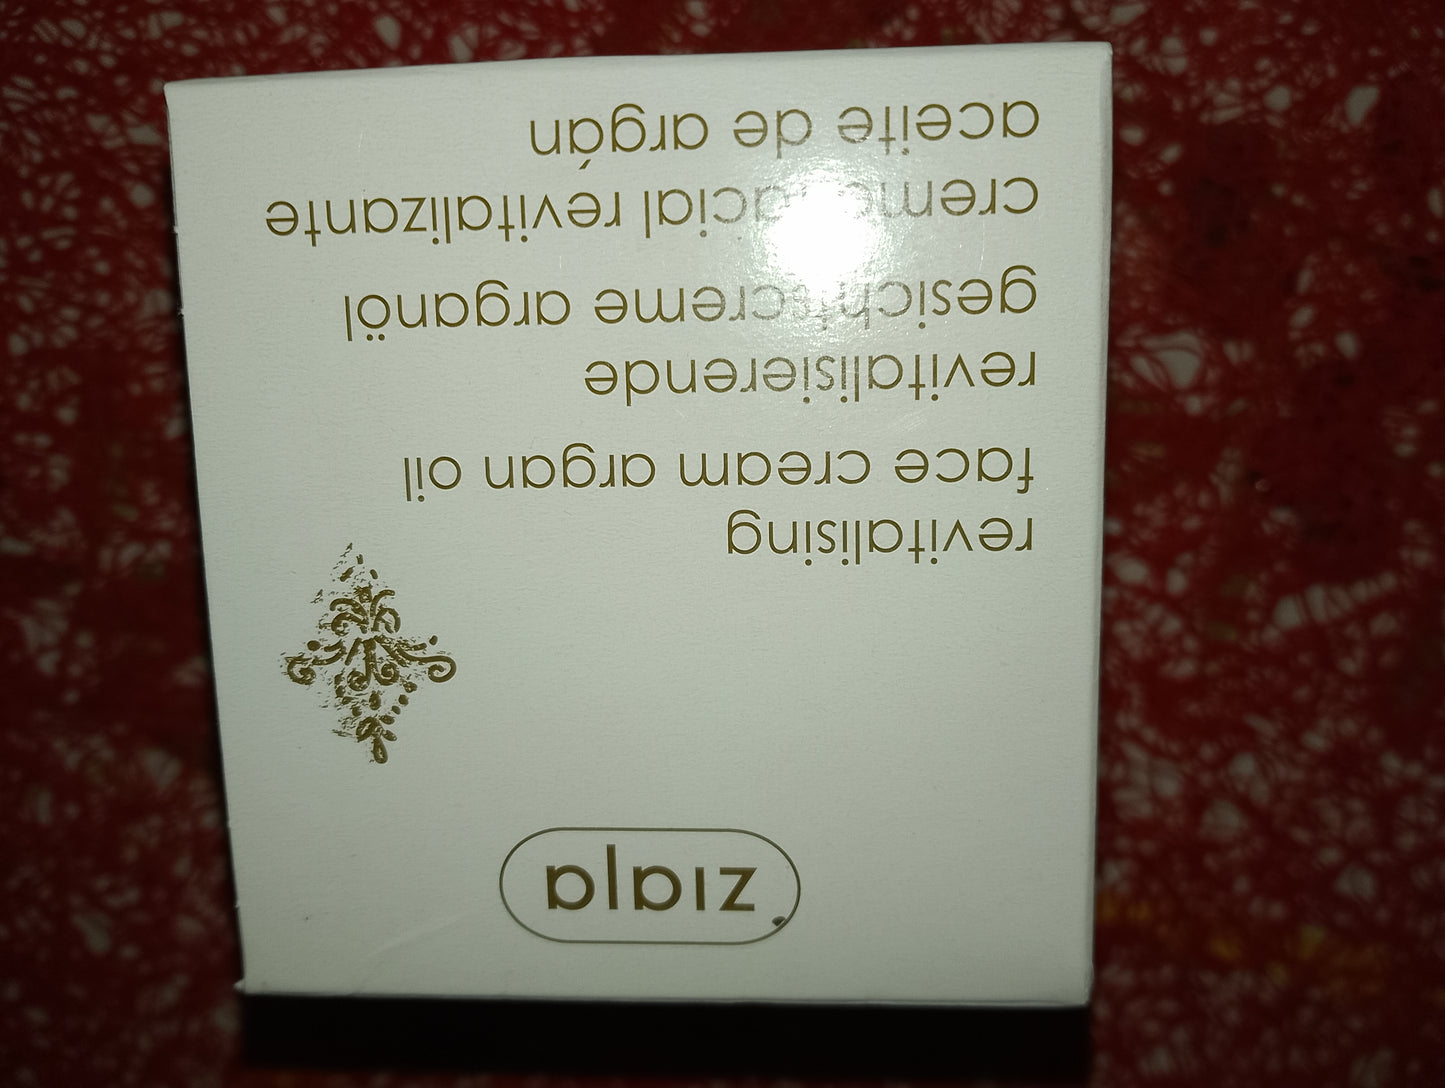 ziaja
revitalising
face cream argan oil
revitalisierende
gesichtscreme arganöl
crema facial revitalizante
aceite de argán